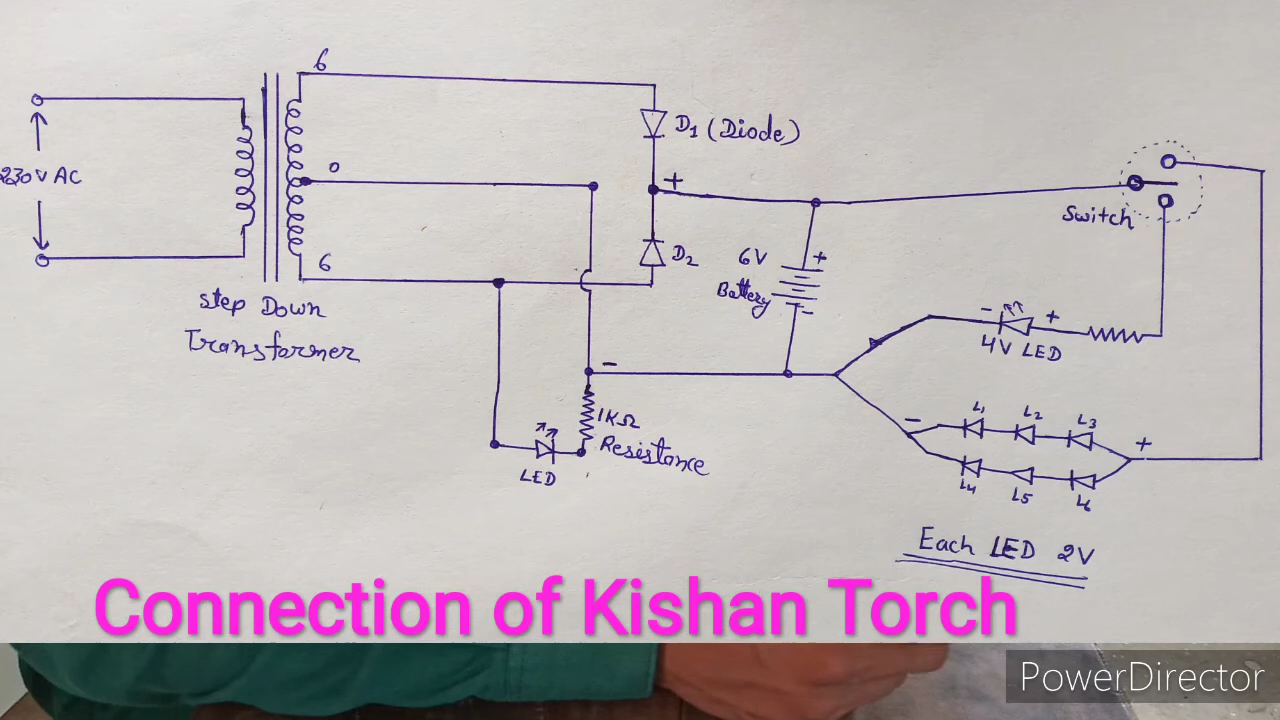 6
D1 (Diode)
0
230V AC
+
Switch
6
D2
6V
+
Battery
-
Step Down
Transformer
-
+
4V LED
-
1KΩ
Resistance
LED
-
L1
L2
L3
+
L4
L5
L6
Each LED 2V
Connection of Kishan Torch
PowerDirector